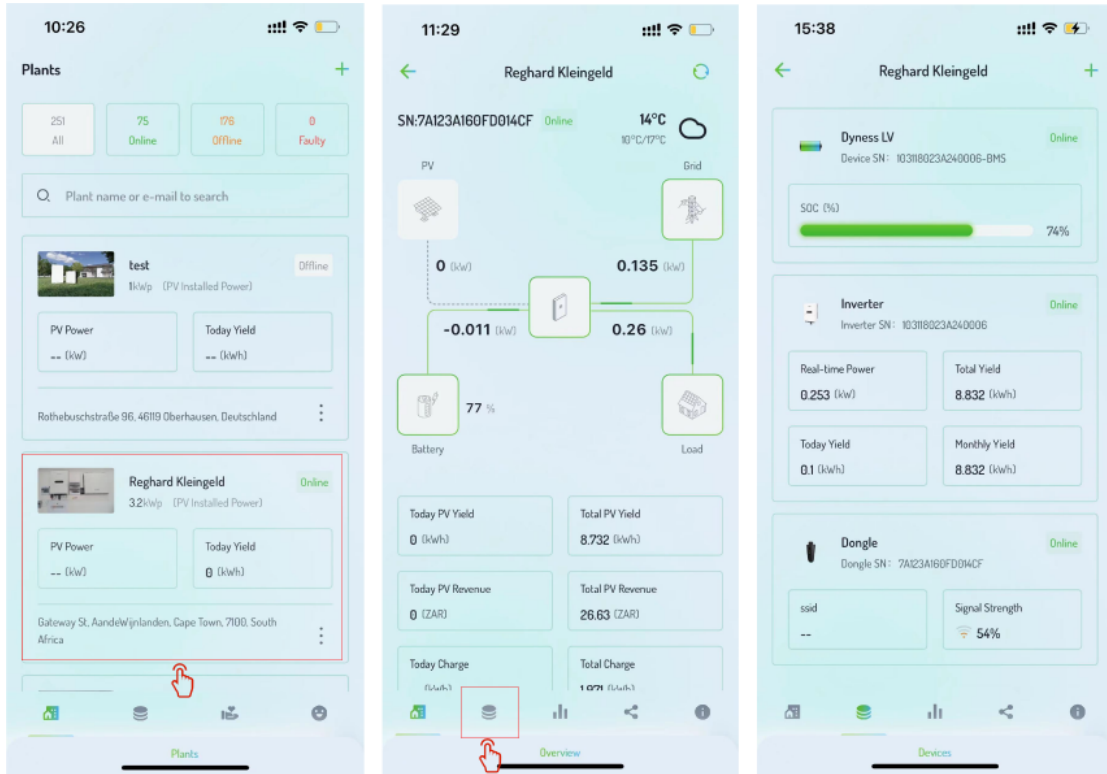 10:26
Plants
251
All
75
Online
176
Offline
0
Faulty
Plant name or e-mail to search
test
Offline
1kWp (PV Installed Power)
PV Power
-- (kW)
Today Yield
-- (kWh)
Rothebuschstraße 96, 46119 Oberhausen, Deutschland
Reghard Kleingeld
Online
3.2kWp (PV Installed Power)
PV Power
-- (kW)
Today Yield
0 (kWh)
Gateway St, AandeWijnlanden, Cape Town, 7100, South
Africa
Plants
11:29
Reghard Kleingeld
SN:7A123A160FD014CF Online
14°C
10°C/17°C
PV
Grid
0 (kW)
0.135 (kW)
-0.011 (kW)
0.26 (kW)
77 %
Battery
Load
Today PV Yield
0 (kWh)
Total PV Yield
8.732 (kWh)
Today PV Revenue
0 (ZAR)
Total PV Revenue
26.63 (ZAR)
Today Charge
(kWh)
Total Charge
1.971 (kWh)
Overview
15:38
Reghard Kleingeld
Dyness LV
Online
Device SN: 103118023A240006-BMS
SOC (%)
74%
Inverter
Online
Inverter SN: 103118023A240006
Real-time Power
0.253 (kW)
Total Yield
8.832 (kWh)
Today Yield
0.1 (kWh)
Monthly Yield
8.832 (kWh)
Dongle
Online
Dongle SN: 7A123A160FD014CF
ssid
--
Signal Strength
54%
Devices